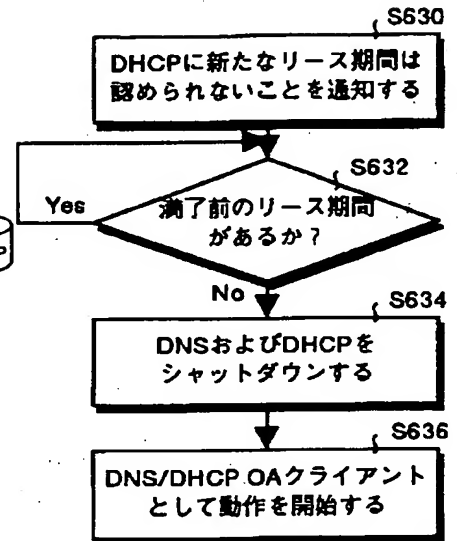 S630
DHCPに新たなリース期間は
認められないことを通知する
S632
満了前のリース期間
があるか？
Yes
No
S634
DNSおよびDHCPを
シャットダウンする
S636
DNS/DHCP OAクライアント
として動作を開始する